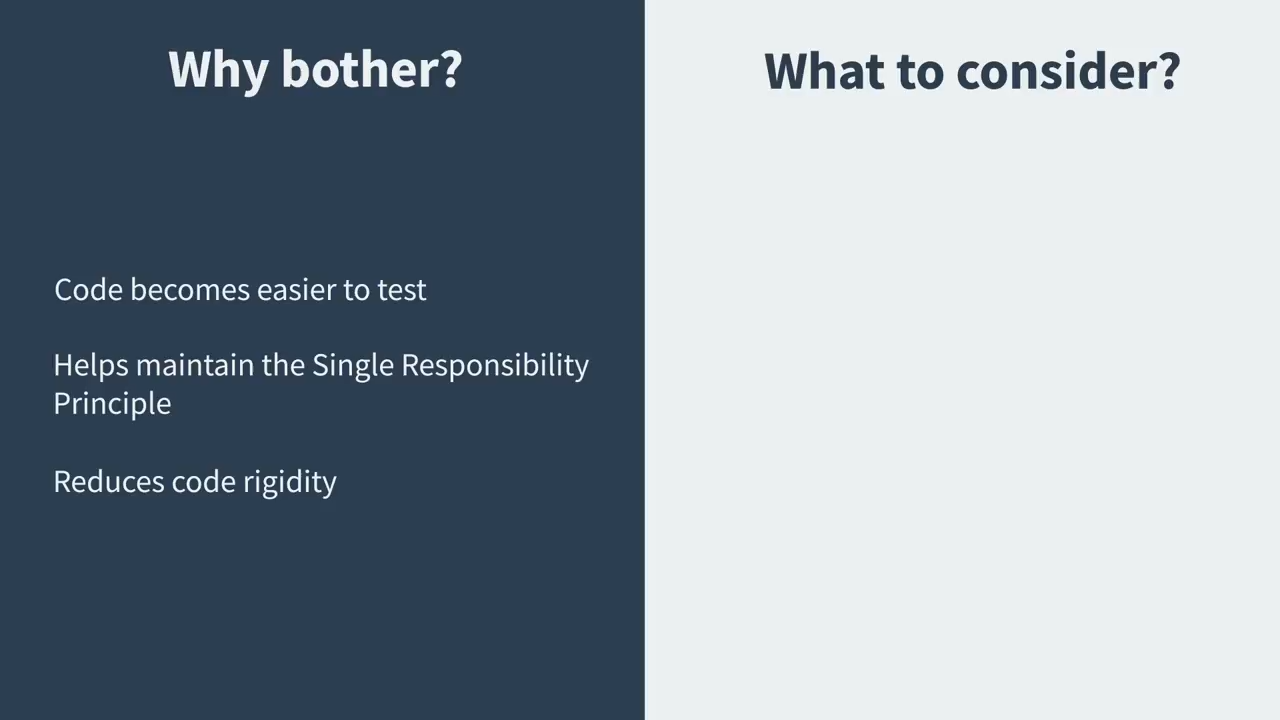 Why bother?
Code becomes easier to test
Helps maintain the Single Responsibility
Principle
Reduces code rigidity
What to consider?